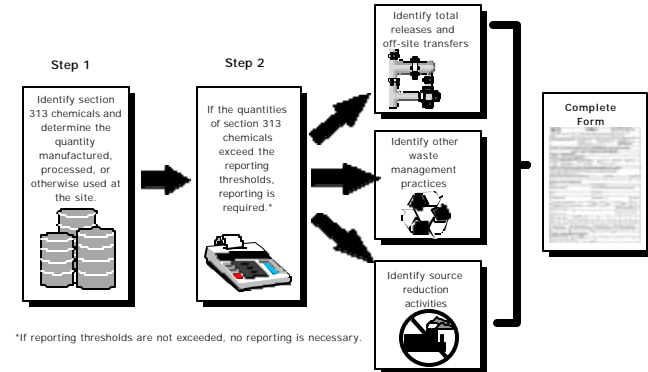 Step 1
Identify section
313 chemicals and
determine the
quantity
manufactured,
processed, or
otherwise used at
the site.
Step 2
If the quantities
of section 313
chemicals
exceed the
reporting
thresholds,
reporting is
required.*
Identify total
releases and
off-site transfers
Identify other
waste
management
practices
Identify source
reduction
activities
Complete
Form
*If reporting thresholds are not exceeded, no reporting is necessary.